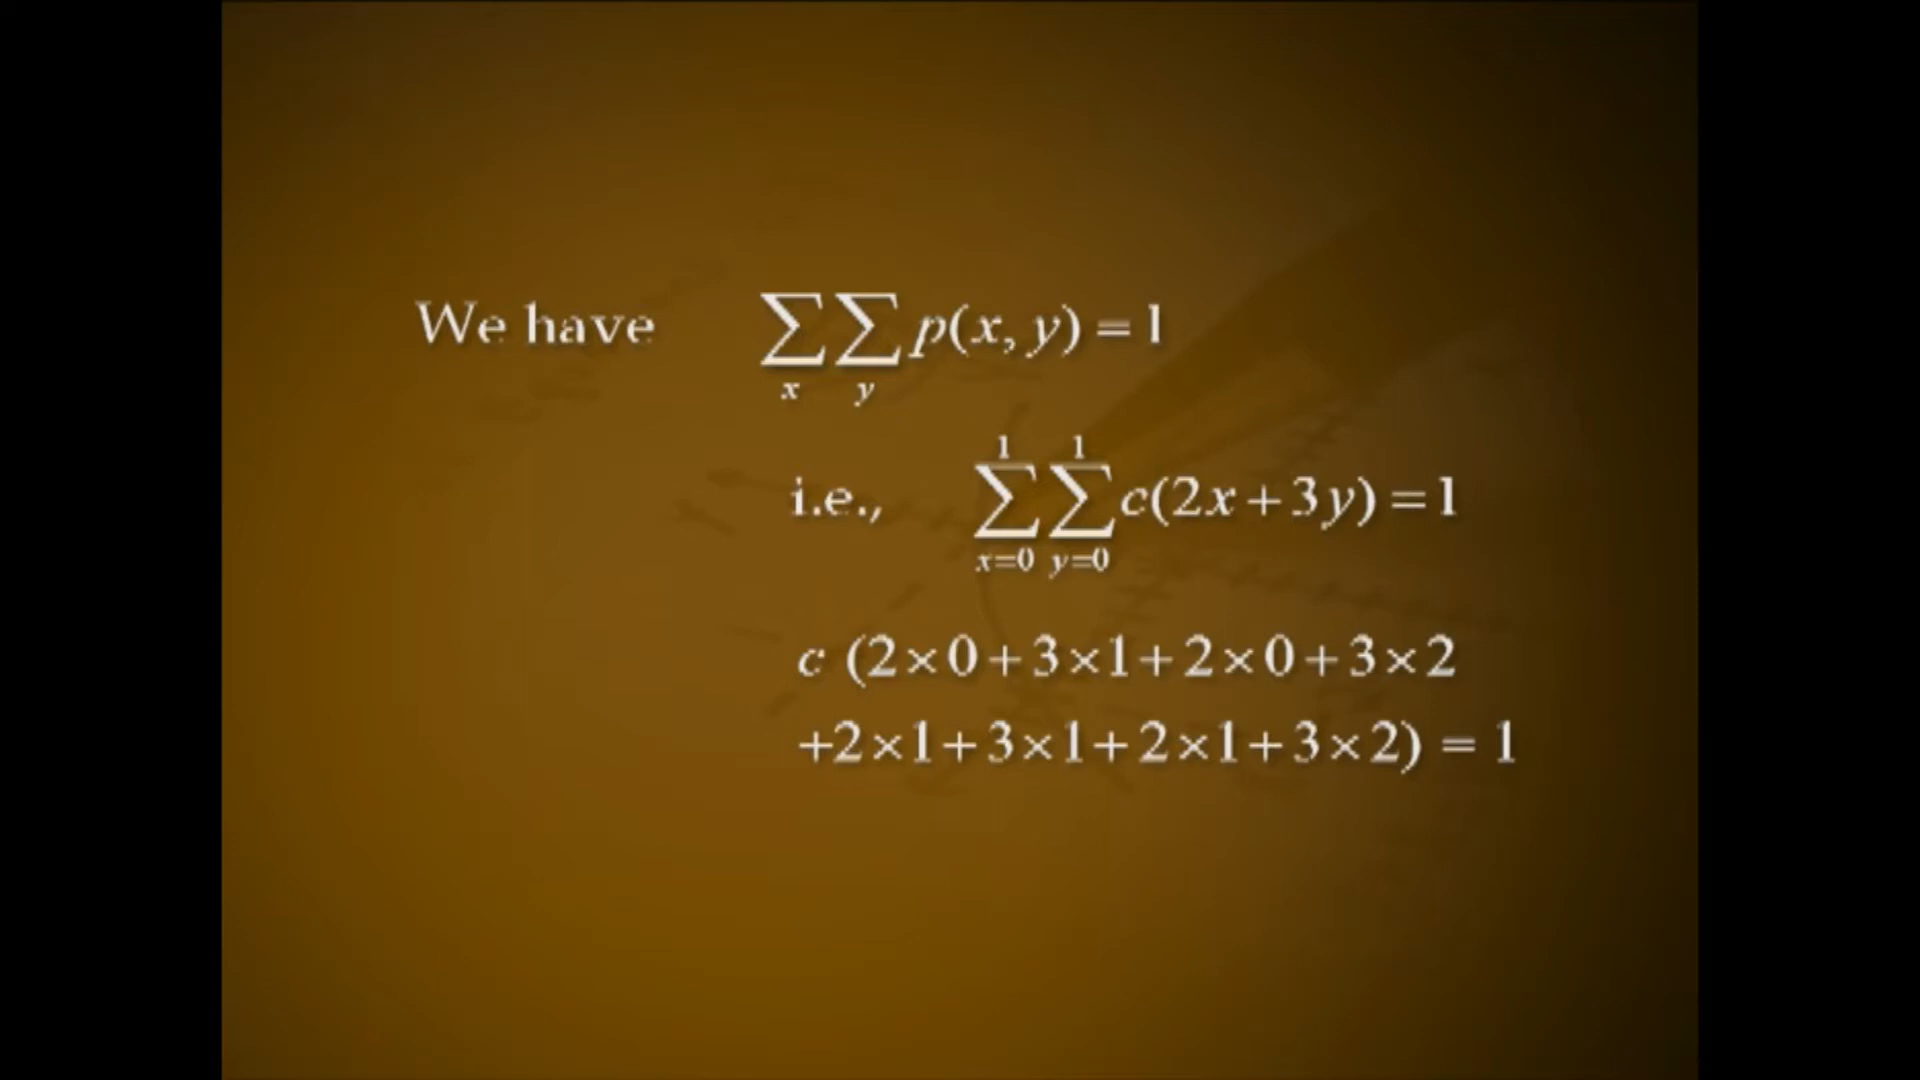 We have ∑∑p(x, y) = 1
x y
1 1
i.e., ∑∑c(2x + 3y) = 1
x=0 y=0
c (2×0+3×1+2×0+3×2
+2×1+3×1+2×1+3×2) = 1